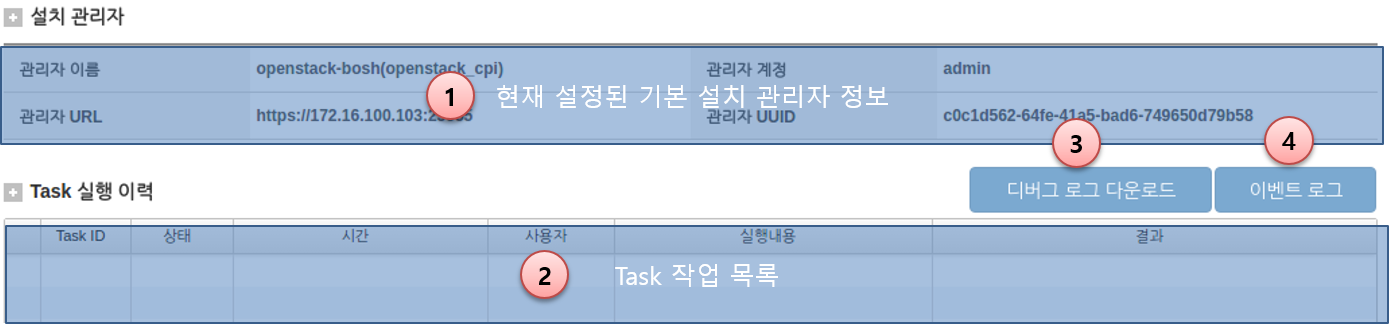 설치 관리자
관리자 이름 openstack-bosh(openstack_cpi) 관리자 계정 admin
1 현재 설정된 기본 설치 관리자 정보
관리자 URL https://172.16.100.103: 관리자 UUID c0c1d562-64fe-41a5-bad6-749650d79b58
3 4
Task 실행 이력 디버그 로그 다운로드 이벤트 로그
Task ID 상태 시간 사용자 실행내용 결과
2 Task 작업 목록